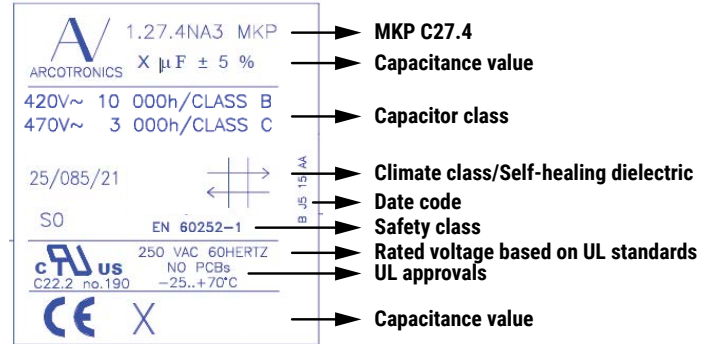 1.27.4NA3 MKP
MKP C27.4
ARCOTRONICS
X μF ± 5 %
Capacitance value
420V~ 10 000h/CLASS B
470V~ 3 000h/CLASS C
Capacitor class
25/085/21
Climate class/Self-healing dielectric
B J5 15 AA
Date code
S0
EN 60252-1
Safety class
250 VAC 60HERTZ
Rated voltage based on UL standards
c RU us
NO PCBs
UL approvals
C22.2 no.190
-25..+70°C
CE X
Capacitance value